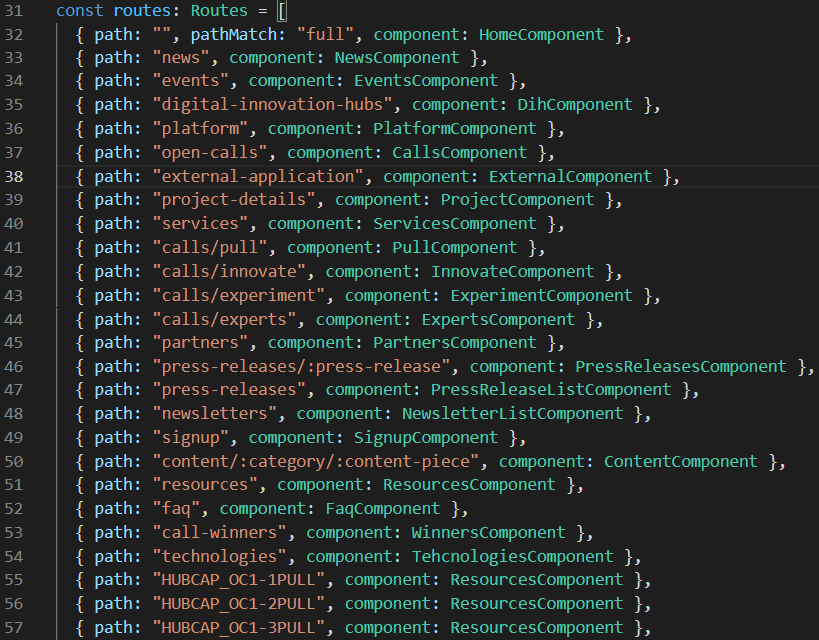 31 const routes: Routes = [
32 { path: "", pathMatch: "full", component: HomeComponent },
33 { path: "news", component: NewsComponent },
34 { path: "events", component: EventsComponent },
35 { path: "digital-innovation-hubs", component: DihComponent },
36 { path: "platform", component: PlatformComponent },
37 { path: "open-calls", component: CallsComponent },
38 { path: "external-application", component: ExternalComponent },
39 { path: "project-details", component: ProjectComponent },
40 { path: "services", component: ServicesComponent },
41 { path: "calls/pull", component: PullComponent },
42 { path: "calls/innovate", component: InnovateComponent },
43 { path: "calls/experiment", component: ExperimentComponent },
44 { path: "calls/experts", component: ExpertsComponent },
45 { path: "partners", component: PartnersComponent },
46 { path: "press-releases/:press-release", component: PressReleasesComponent },
47 { path: "press-releases", component: PressReleaseListComponent },
48 { path: "newsletters", component: NewsletterListComponent },
49 { path: "signup", component: SignupComponent },
50 { path: "content/:category/:content-piece", component: ContentComponent },
51 { path: "resources", component: ResourcesComponent },
52 { path: "faq", component: FaqComponent },
53 { path: "call-winners", component: WinnersComponent },
54 { path: "technologies", component: TehcnologiesComponent },
55 { path: "HUBCAP_OC1-1PULL", component: ResourcesComponent },
56 { path: "HUBCAP_OC1-2PULL", component: ResourcesComponent },
57 { path: "HUBCAP_OC1-3PULL", component: ResourcesComponent },